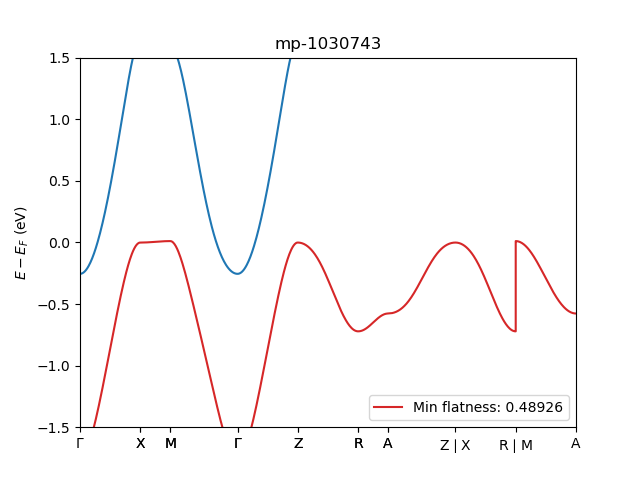 mp-1030743
E − E_F (eV)
1.5
1.0
0.5
0.0
−0.5
−1.0
−1.5
Min flatness: 0.48926
Γ X M Γ Z R A Z | X R | M A